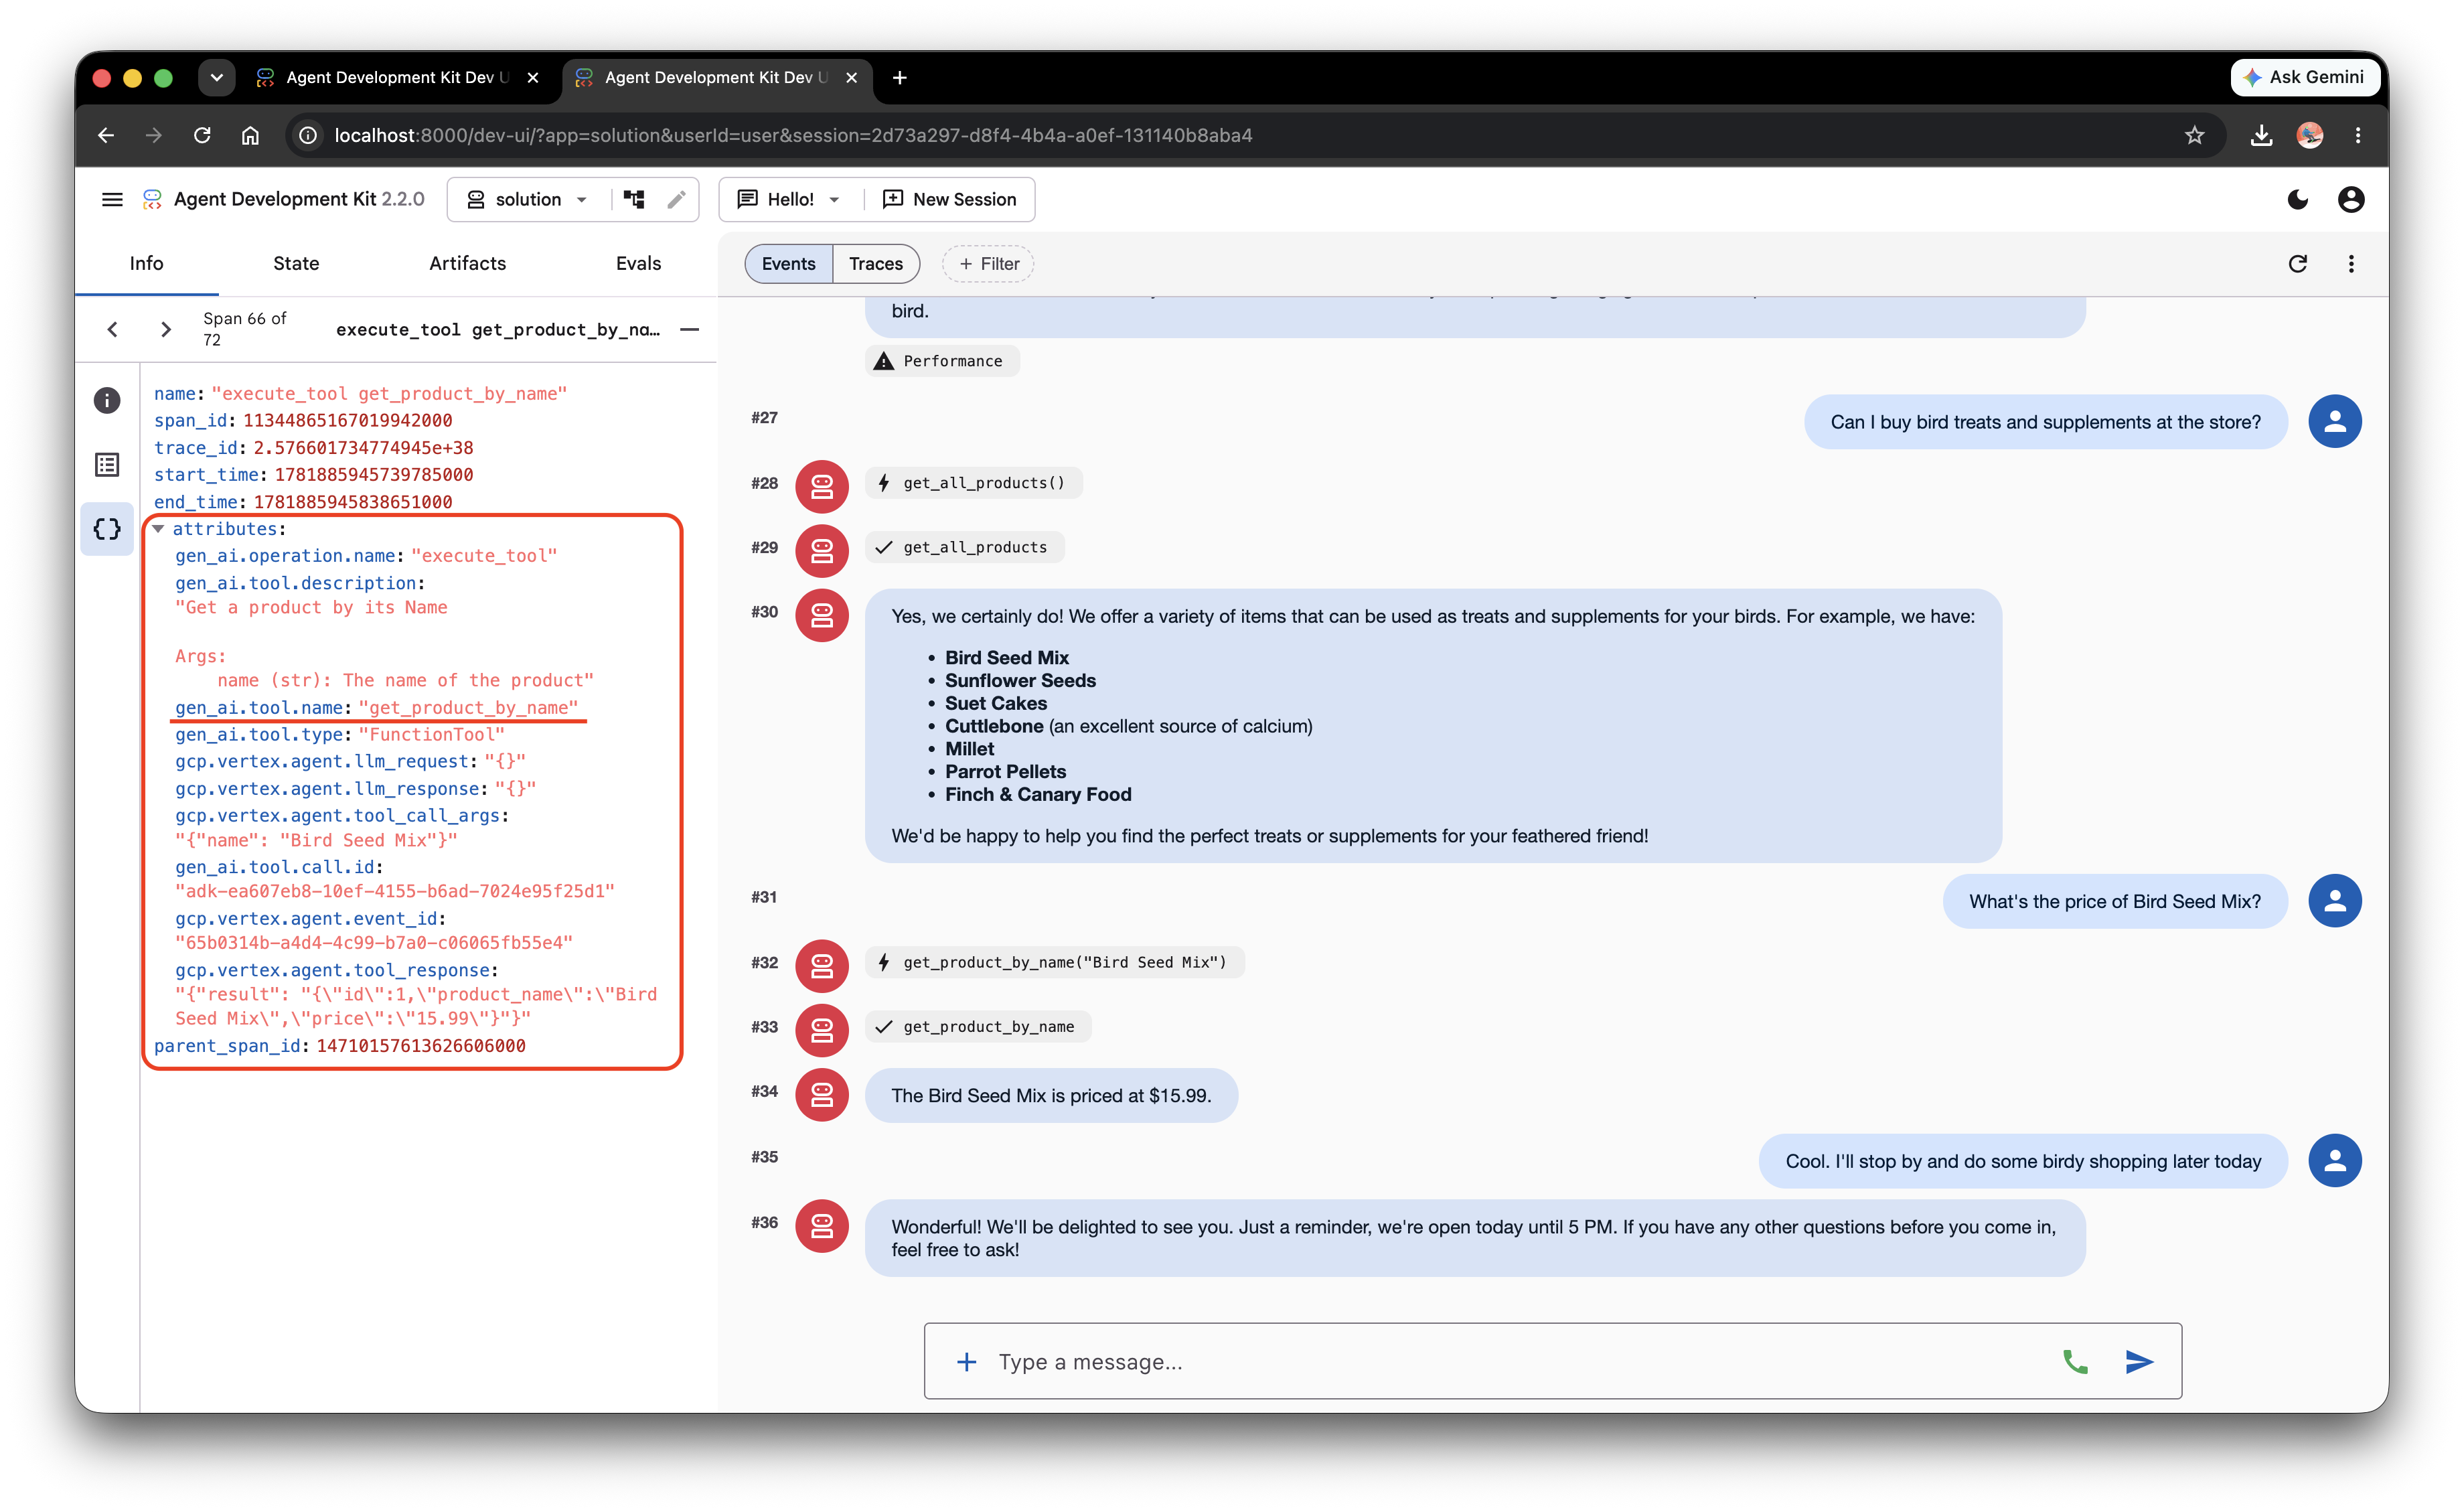 Agent Development Kit Dev U
Agent Development Kit Dev U
Ask Gemini
localhost:8000/dev-ui/?app=solution&userId=user&session=2d73a297-d8f4-4b4a-a0ef-131140b8aba4
Agent Development Kit 2.2.0
solution
Hello!
New Session
Info
State
Artifacts
Evals
Span 66 of
72
execute_tool get_product_by_na...
name: "execute_tool get_product_by_name"
span_id: 11344865167019942000
trace_id: 2.576601734774945e+38
start_time: 1781885945739785000
end_time: 1781885945838651000
attributes:
gen_ai.operation.name: "execute_tool"
gen_ai.tool.description:
"Get a product by its Name
Args:
name (str): The name of the product"
gen_ai.tool.name: "get_product_by_name"
gen_ai.tool.type: "FunctionTool"
gcp.vertex.agent.llm_request: "{}"
gcp.vertex.agent.llm_response: "{}"
gcp.vertex.agent.tool_call_args:
"{"name": "Bird Seed Mix"}"
gen_ai.tool.call.id:
"adk-ea607eb8-10ef-4155-b6ad-7024e95f25d1"
gcp.vertex.agent.event_id:
"65b0314b-a4d4-4c99-b7a0-c06065fb55e4"
gcp.vertex.agent.tool_response:
"{"result": "{\"id\":1,\"product_name\":\"Bird
Seed Mix\",\"price\":\"15.99\"}"}"
parent_span_id: 14710157613626606000
Events
Traces
+ Filter
bird.
Performance
#27
Can I buy bird treats and supplements at the store?
#28
get_all_products()
#29
get_all_products
#30
Yes, we certainly do! We offer a variety of items that can be used as treats and supplements for your birds. For example, we have:
• Bird Seed Mix
• Sunflower Seeds
• Suet Cakes
• Cuttlebone (an excellent source of calcium)
• Millet
• Parrot Pellets
• Finch & Canary Food
We'd be happy to help you find the perfect treats or supplements for your feathered friend!
#31
What's the price of Bird Seed Mix?
#32
get_product_by_name("Bird Seed Mix")
#33
get_product_by_name
#34
The Bird Seed Mix is priced at $15.99.
#35
Cool. I'll stop by and do some birdy shopping later today
#36
Wonderful! We'll be delighted to see you. Just a reminder, we're open today until 5 PM. If you have any other questions before you come in,
feel free to ask!
Type a message...